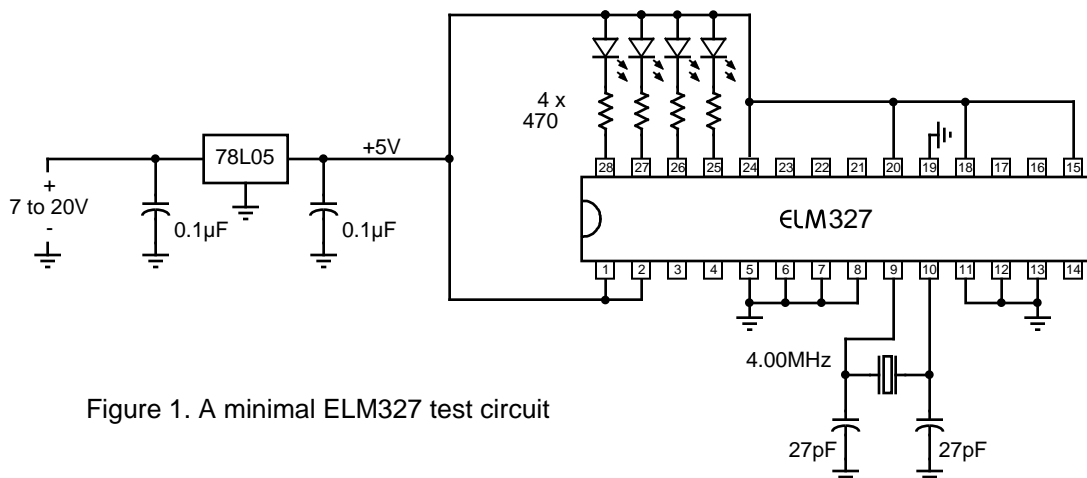 4 x
470
78L05
+5V
+
7 to 20V
-
0.1µF
0.1µF
28 27 26 25 24 23 22 21 20 19 18 17 16 15
ELM327
1 2 3 4 5 6 7 8 9 10 11 12 13 14
4.00MHz
27pF
27pF
Figure 1. A minimal ELM327 test circuit